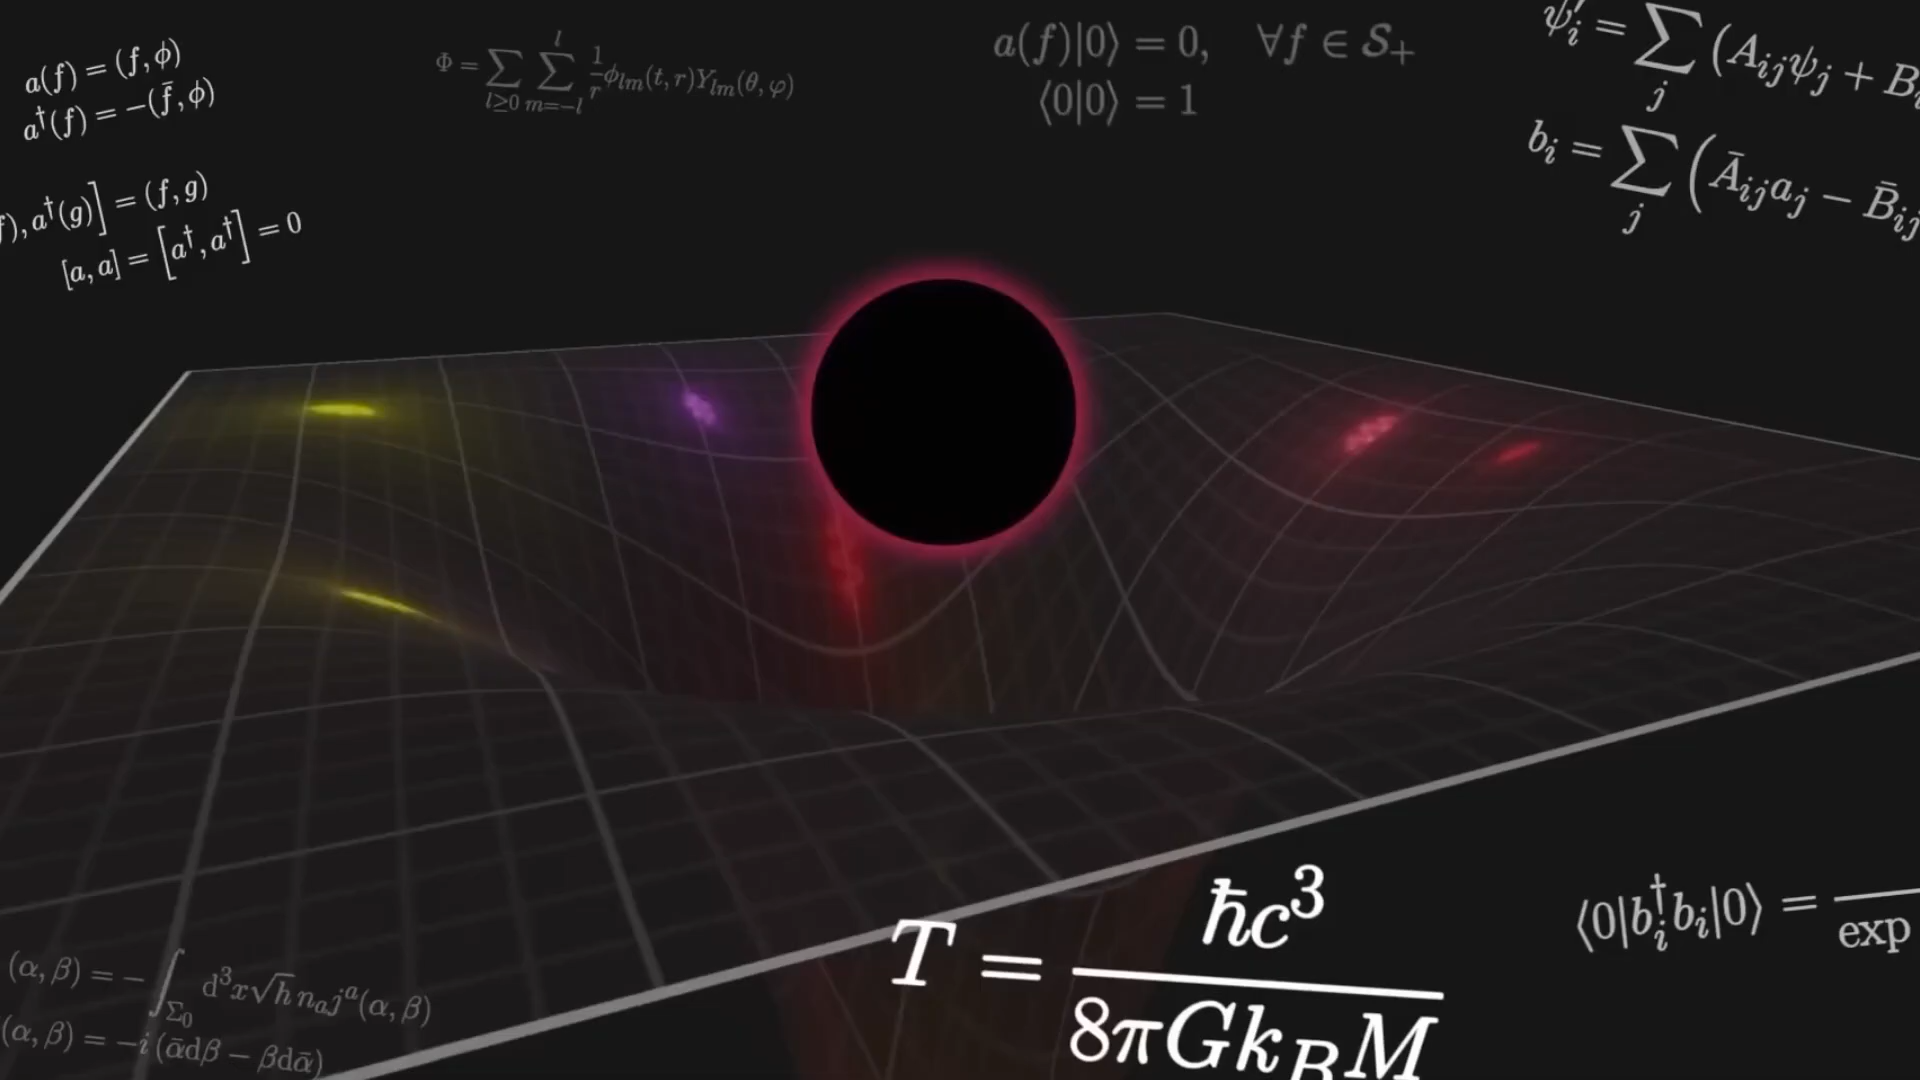 a(f) = (f, ϕ)
a†(f) = −(f̄, ϕ)
), a†(g)] = (f, g)
[a, a] = [a†, a†] = 0
Φ = ∑_{l≥0} ∑_{m=−l}^{l} 1/r ϕ_{lm}(t, r)Y_{lm}(θ, φ)
a(f)|0⟩ = 0, ∀f ∈ 𝒮₊
⟨0|0⟩ = 1
ψ′_i = ∑_j (A_{ij}ψ_j + B
b_i = ∑_j (Ā_{ij}a_j − B̄_{ij}
(α, β) = − ∫_{Σ₀} d³x√h n_a j^a(α, β)
(α, β) = −i (ᾱdβ − βdᾱ)
T = ħc³ / 8πGk_BM
⟨0|b†_i b_i|0⟩ =
exp